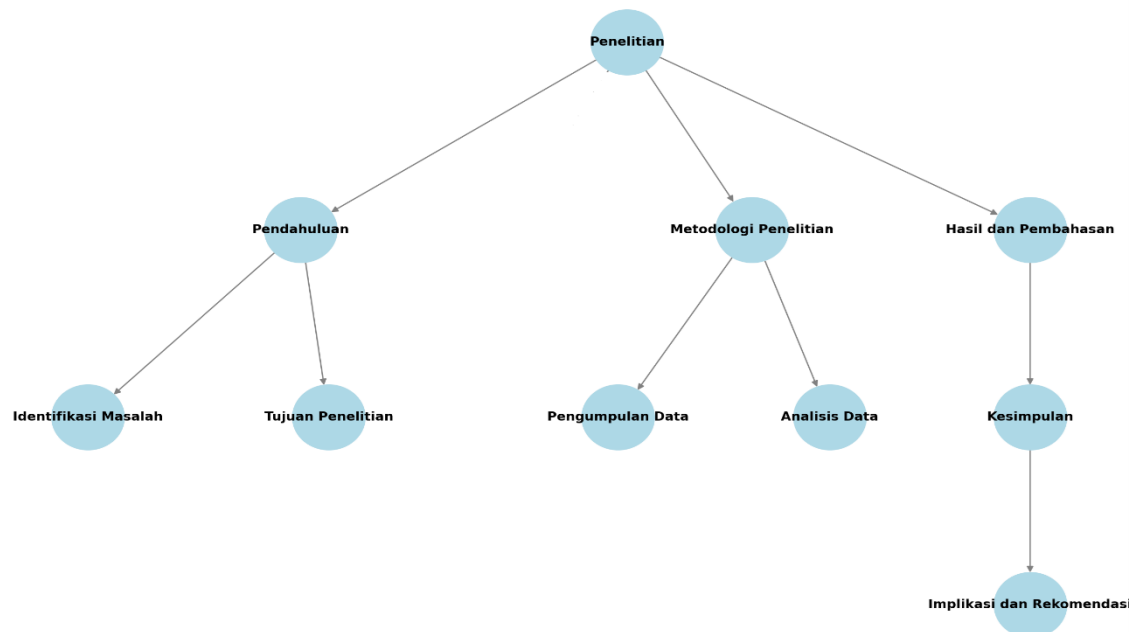 Penelitian
Pendahuluan
Metodologi Penelitian
Hasil dan Pembahasan
Identifikasi Masalah
Tujuan Penelitian
Pengumpulan Data
Analisis Data
Kesimpulan
Implikasi dan Rekomendasi